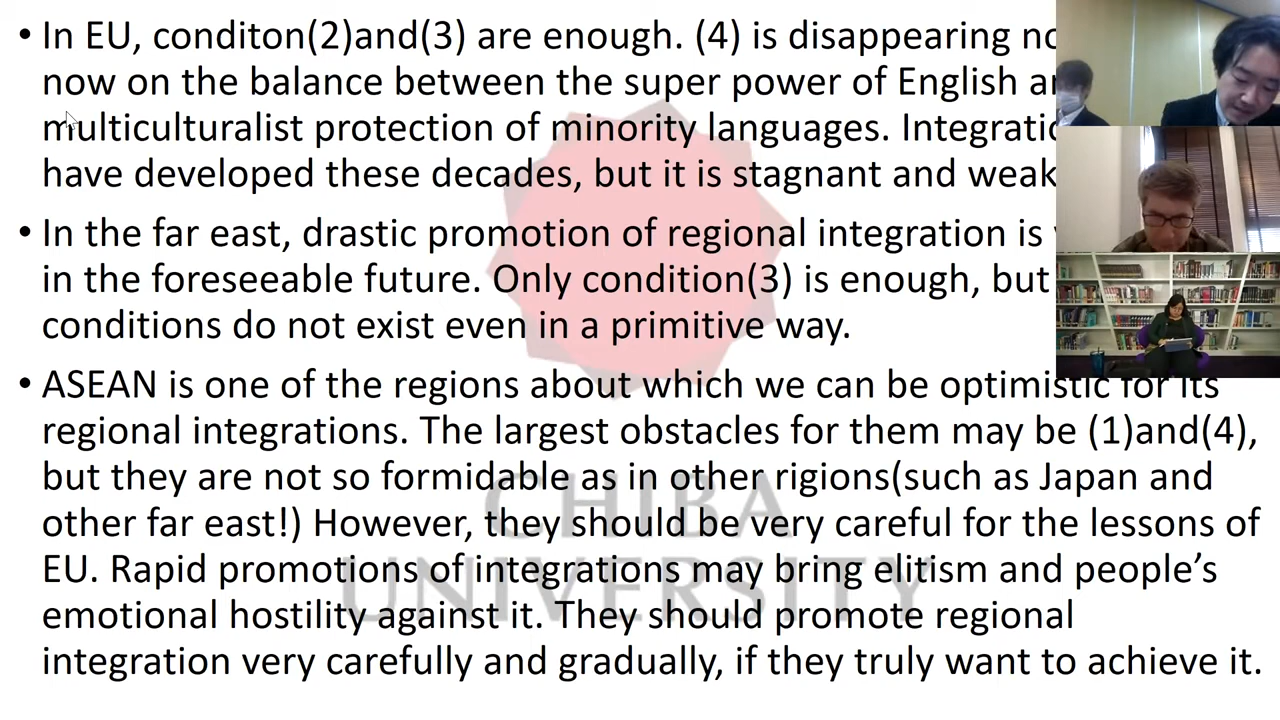 • In EU, conditon(2)and(3) are enough. (4) is disappearing
now on the balance between the super power of English
multiculturalist protection of minority languages.
have developed these decades, but it is stagnant and weak
• In the far east, drastic promotion of regional integration is
in the foreseeable future. Only condition(3) is enough, but
conditions do not exist even in a primitive way.
• ASEAN is one of the regions about which we can be optimistic for its
regional integrations. The largest obstacles for them may be (1)and(4),
but they are not so formidable as in other rigions(such as Japan and
other far east!) However, they should be very careful for the lessons of
EU. Rapid promotions of integrations may bring elitism and people’s
emotional hostility against it. They should promote regional
integration very carefully and gradually, if they truly want to achieve it.
CHIBA
UNIVERSITY